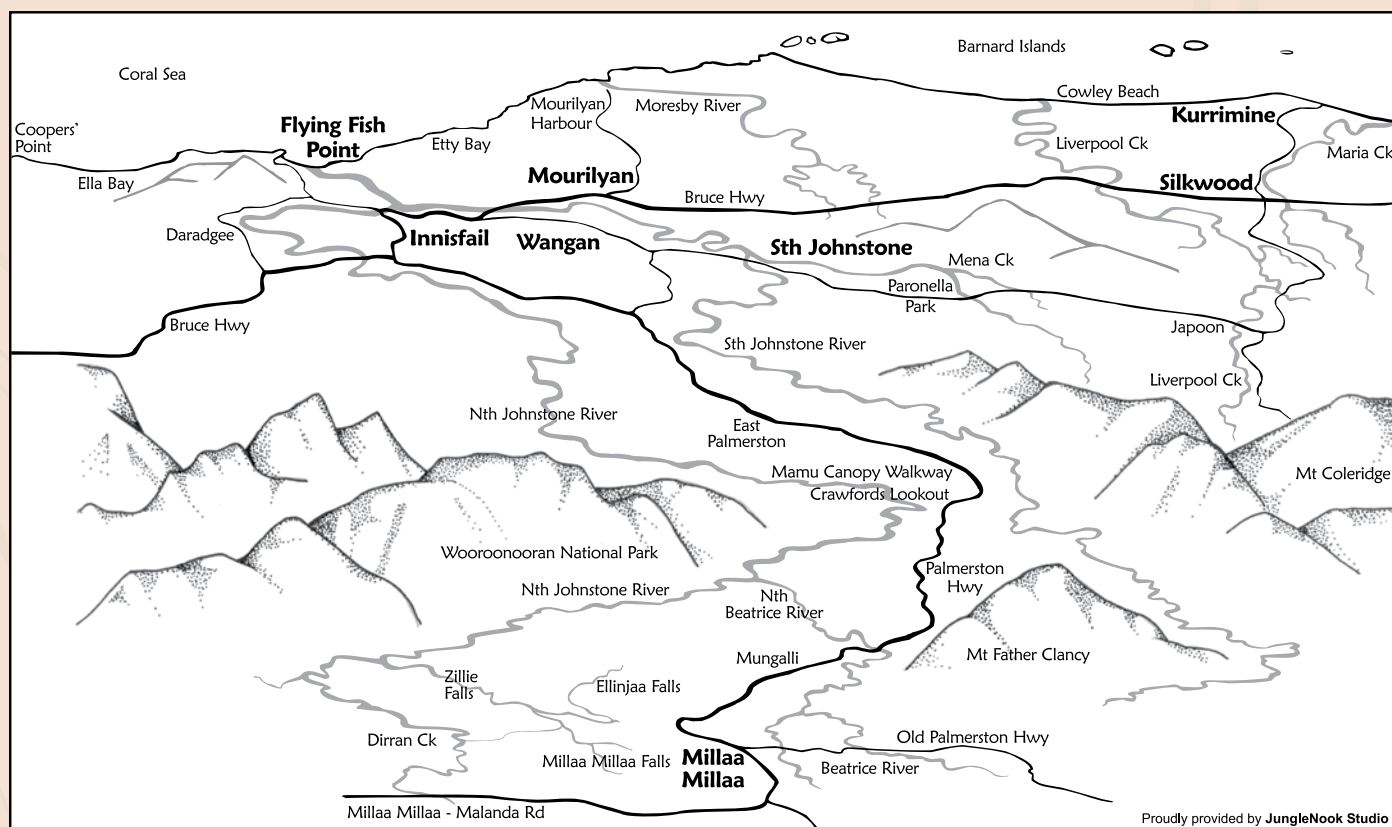 Barnard Islands
Coral Sea
Cowley Beach
Mourilyan
Harbour
Moresby River
Kurrimine
Flying Fish
Point
Coopers'
Point
Etty Bay
Liverpool Ck
Maria Ck
Ella Bay
Mourilyan
Silkwood
Bruce Hwy
Daradgee
Innisfail
Wangan
Sth Johnstone
Mena Ck
Paronella
Park
Bruce Hwy
Japoon
Sth Johnstone River
Liverpool Ck
Nth Johnstone River
East
Palmerston
Mamu Canopy Walkway
Crawfords Lookout
Mt Coleridge
Wooroonooran National Park
Palmerston
Hwy
Nth Johnstone River
Nth
Beatrice River
Mungalli
Mt Father Clancy
Zillie
Falls
Ellinjaa Falls
Dirran Ck
Old Palmerston Hwy
Millaa Millaa Falls
Millaa
Millaa
Beatrice River
Millaa Millaa - Malanda Rd
Proudly provided by JungleNook Studio